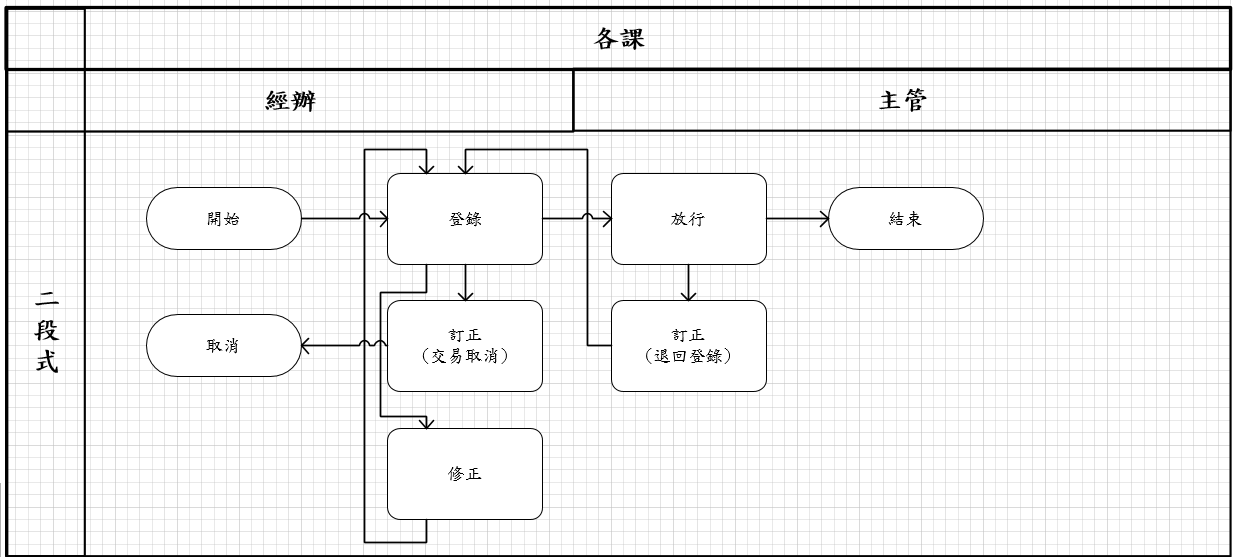 各課
經辦
主管
二段式
開始
登錄
放行
結束
取消
訂正
（交易取消）
訂正
（退回登錄）
修正